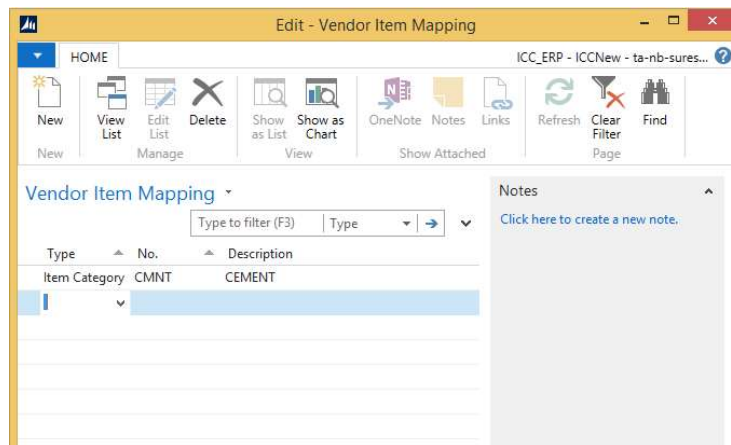 Edit - Vendor Item Mapping
HOME
ICC_ERP - ICCNew - ta-nb-sures...
New View List Edit List Delete Show as List Show as Chart OneNote Notes Links Refresh Clear Filter Find
New Manage View Show Attached Page
Vendor Item Mapping
Type to filter (F3) Type
Type No. Description
Item Category CMNT CEMENT
Notes
Click here to create a new note.